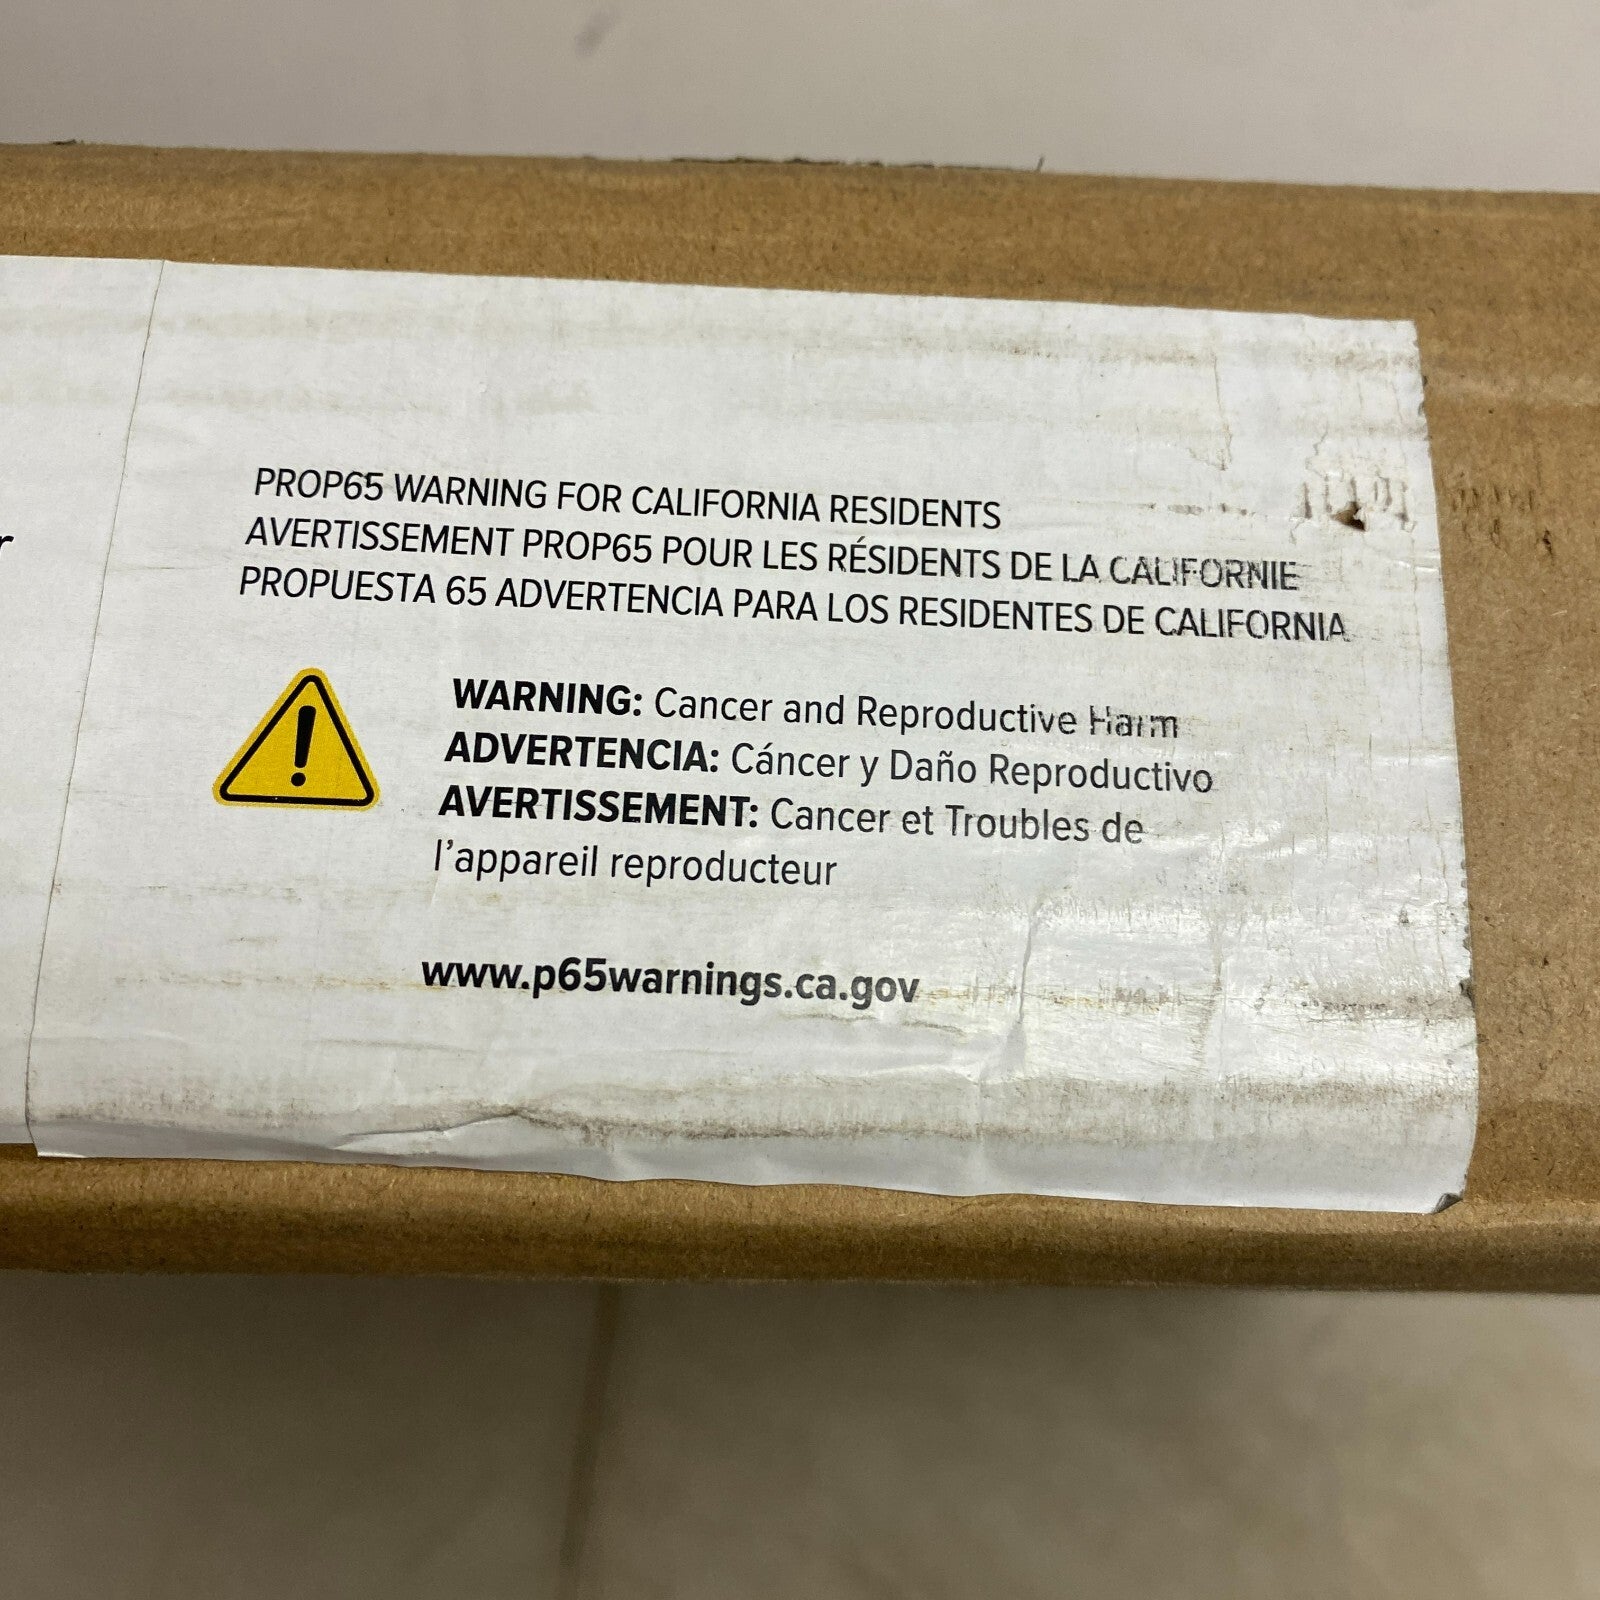 PROP65 WARNING FOR CALIFORNIA RESIDENTS
AVERTISSEMENT PROP65 POUR LES RÉSIDENTS DE LA CALIFORNIE
PROPUESTA 65 ADVERTENCIA PARA LOS RESIDENTES DE CALIFORNIA
WARNING: Cancer and Reproductive Harm
ADVERTENCIA: Cáncer y Daño Reproductivo
AVERTISSEMENT: Cancer et Troubles de
l'appareil reproducteur
www.p65warnings.ca.gov